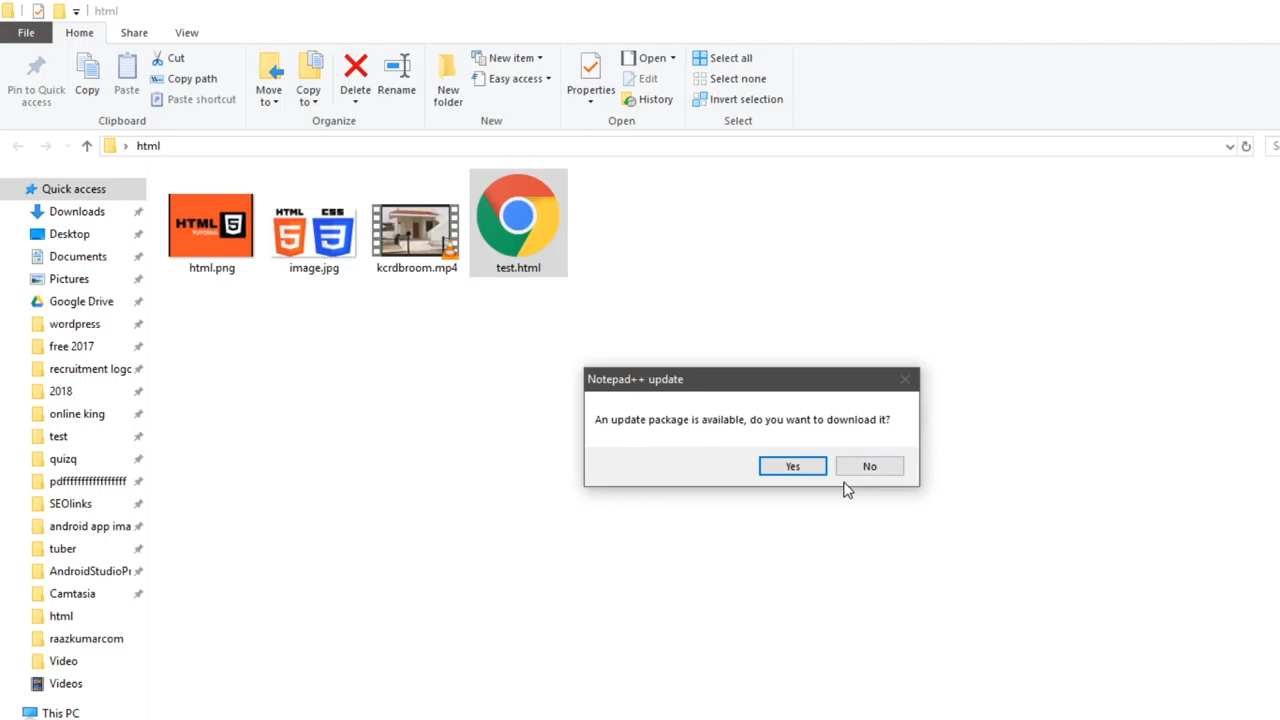 html
File
Home
Share
View
Pin to Quick access
Copy
Paste
Cut
Copy path
Paste shortcut
Clipboard
Move to
Copy to
Delete
Rename
Organize
New folder
New item
Easy access
New
Properties
Open
Edit
History
Open
Select all
Select none
Invert selection
Select
html
S
Quick access
Downloads
Desktop
Documents
Pictures
Google Drive
wordpress
free 2017
recruitment logo
2018
online king
test
quizq
pdffffffffffffffff
SEOlinks
android app ima
tuber
AndroidStudioPr
Camtasia
html
raazkumarcom
Video
Videos
This PC
HTML 5
TUTORIAL
HTML CSS
5 3
html.png
image.jpg
kcrdbroom.mp4
test.html
Notepad++ update
An update package is available, do you want to download it?
Yes
No